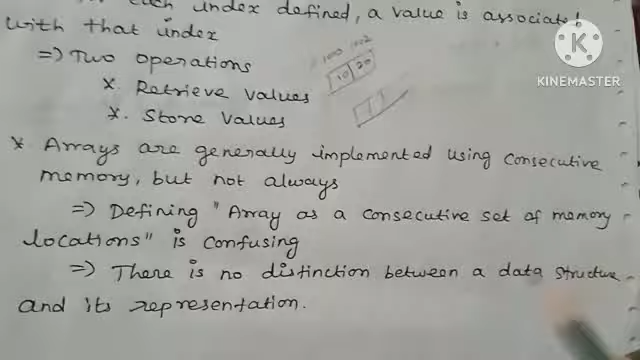 each index defined, a value is associated
with that index
=> Two operations
100 102
10 20
* Retrieve values
* Store values
* Arrays are generally implemented using consecutive
memory, but not always
=> Defining "Array as a consecutive set of memory
locations" is confusing
=> There is no distinction between a data structure
and its representation.
K
KINEMASTER